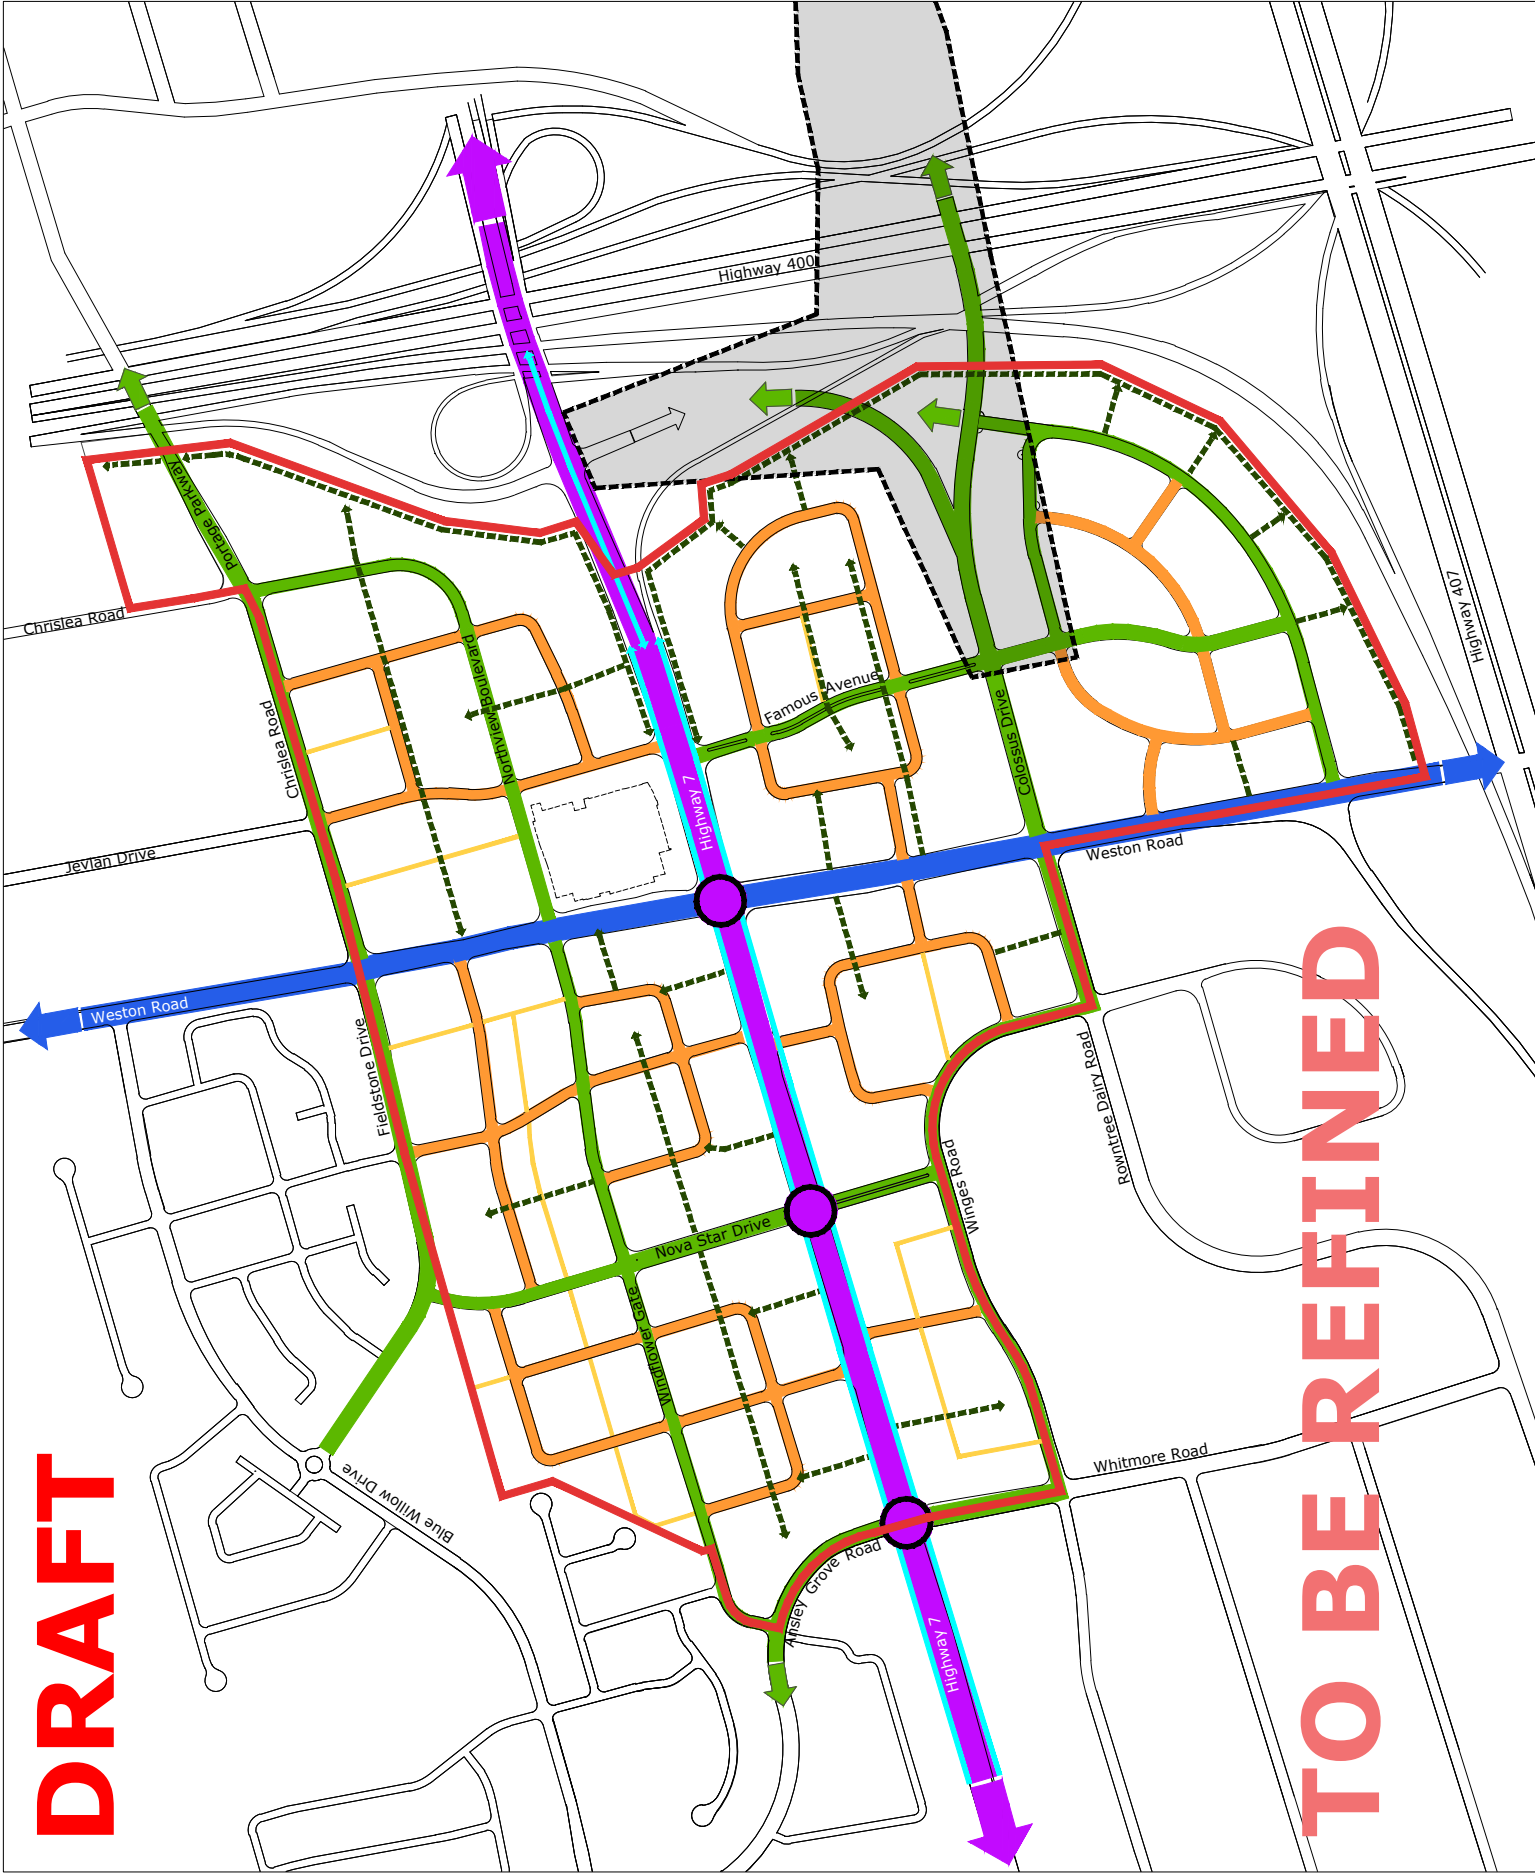 Highway 400
Portage Parkway
Highway 407
Chrislea Road
Northview Boulevard
Famous Avenue
Colossus Drive
Chrislea Road
Highway 7
Jevlan Drive
Weston Road
Weston Road
Fieldstone Drive
Rowntree Dairy Road
Winges Road
Nova Star Drive
Windflower Gate
Whitmore Road
Blue Willow Drive
Ansley Grove Road
Highway 7
DRAFT
TO BE REFINED